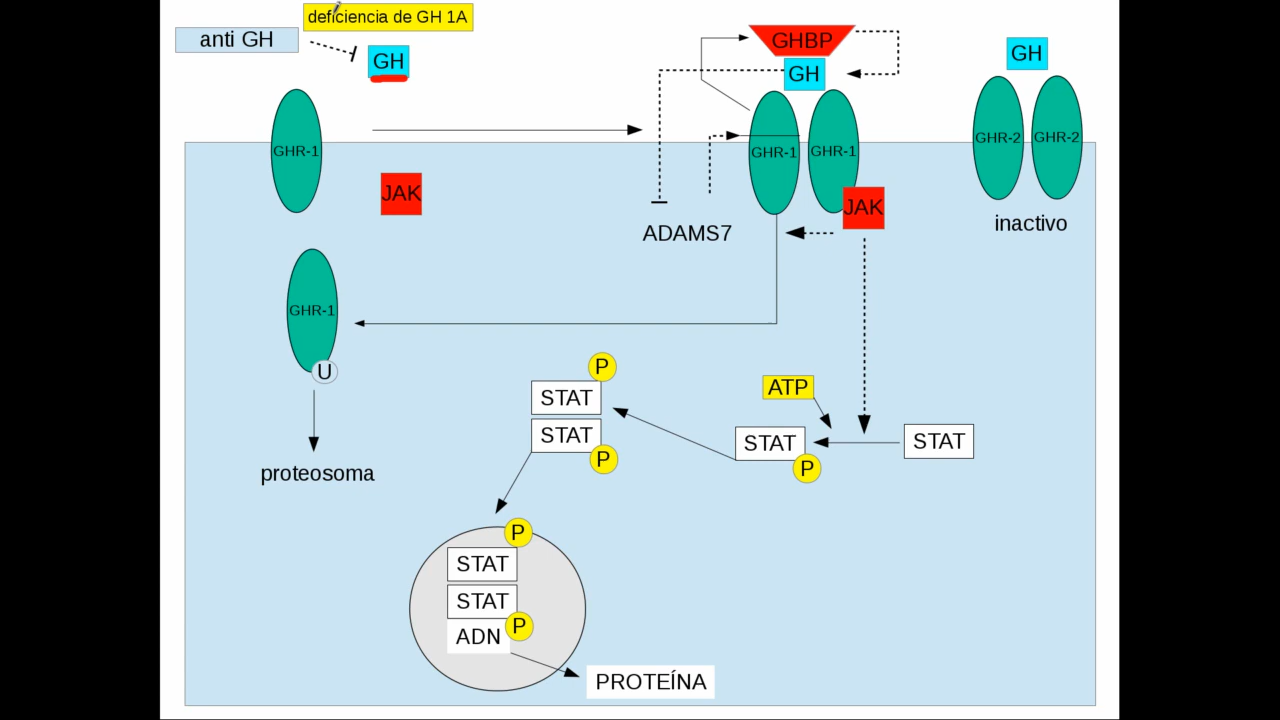 deficiencia de GH 1A
anti GH
GH
GHBP
GH
GH
GHR-1
GHR-1
GHR-1
GHR-2
GHR-2
JAK
JAK
ADAMS7
inactivo
GHR-1
U
proteosoma
P
STAT
STAT
P
ATP
STAT
P
STAT
P
STAT
STAT
P
ADN
PROTEÍNA